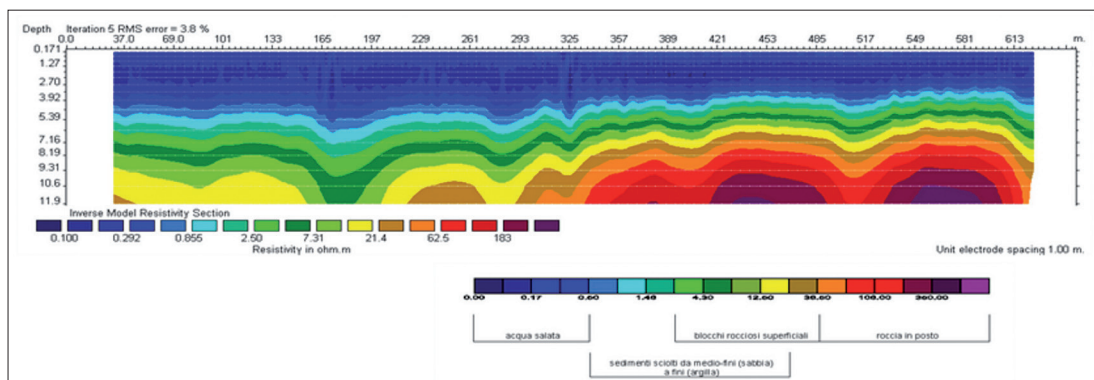 Depth Iteration 5 RMS error = 3.8 %
0.0 37.0 69.0 101 133 165 197 229 261 293 325 357 389 421 453 485 517 549 581 613 m.
0.171
1.27
2.70
3.92
5.39
7.16
8.19
9.31
10.6
11.9
Inverse Model Resistivity Section
0.100 0.292 0.855 2.50 7.31 21.4 62.5 183
Resistivity in ohm.m
Unit electrode spacing 1.00 m.
0.00 0.17 0.60 1.48 4.30 12.60 36.60 106.00 360.00
acqua salata
blocchi rocciosi superficiali
roccia in posto
sedimenti sciolti da medio-fini (sabbia)
a fini (argilla)